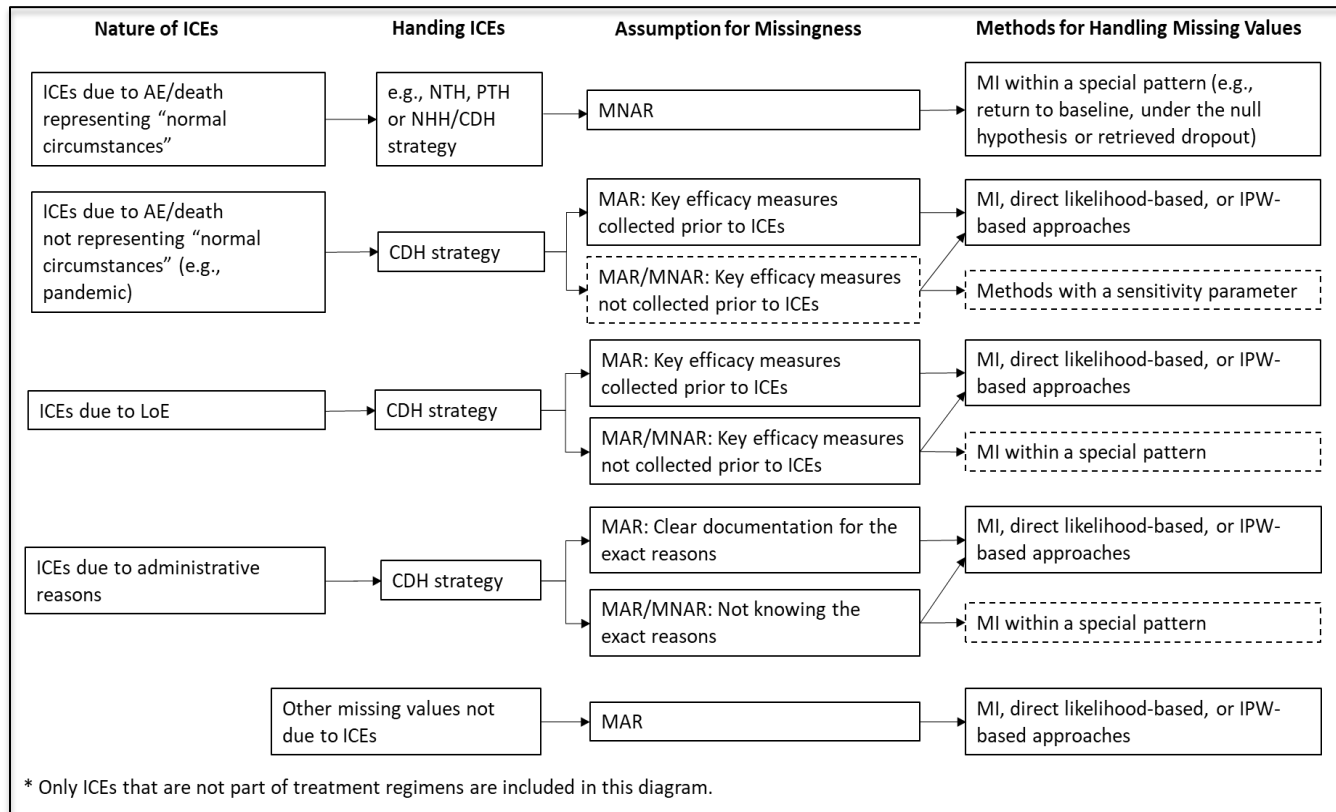 Nature of ICEs
Handing ICEs
Assumption for Missingness
Methods for Handling Missing Values
ICEs due to AE/death
representing “normal
circumstances”
e.g., NTH, PTH
or NHH/CDH
strategy
MNAR
MI within a special pattern (e.g.,
return to baseline, under the null
hypothesis or retrieved dropout)
ICEs due to AE/death
not representing “normal
circumstances” (e.g.,
pandemic)
CDH strategy
MAR: Key efficacy measures
collected prior to ICEs
MI, direct likelihood-based, or IPW-
based approaches
MAR/MNAR: Key efficacy measures
not collected prior to ICEs
Methods with a sensitivity parameter
ICEs due to LoE
CDH strategy
MAR: Key efficacy measures
collected prior to ICEs
MI, direct likelihood-based, or IPW-
based approaches
MAR/MNAR: Key efficacy measures
not collected prior to ICEs
MI within a special pattern
ICEs due to administrative
reasons
CDH strategy
MAR: Clear documentation for the
exact reasons
MI, direct likelihood-based, or IPW-
based approaches
MAR/MNAR: Not knowing the
exact reasons
MI within a special pattern
Other missing values not
due to ICEs
MAR
MI, direct likelihood-based, or IPW-
based approaches
* Only ICEs that are not part of treatment regimens are included in this diagram.